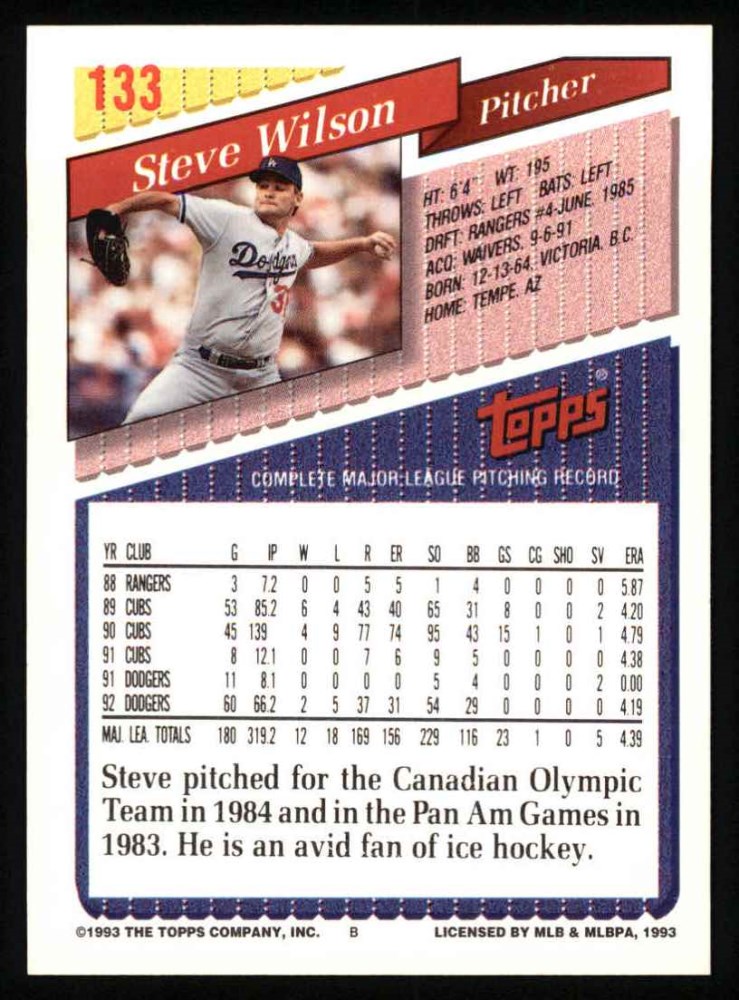 133
Steve Wilson
Pitcher
HT: 6'4" WT: 195
THROWS: LEFT BATS: LEFT
DRFT: RANGERS #4-JUNE, 1985
ACQ: WAIVERS, 9-6-91
BORN: 12-13-64, VICTORIA, B.C.
HOME: TEMPE, AZ
Dodgers
TOPPS®
COMPLETE MAJOR LEAGUE PITCHING RECORD
YR CLUB G IP W L R ER SO BB GS CG SHO SV ERA
88 RANGERS 3 7.2 0 0 5 5 1 4 0 0 0 0 5.87
89 CUBS 53 85.2 6 4 43 40 65 31 8 0 0 2 4.20
90 CUBS 45 139 4 9 77 74 95 43 15 1 0 1 4.79
91 CUBS 8 12.1 0 0 7 6 9 5 0 0 0 0 4.38
91 DODGERS 11 8.1 0 0 0 0 5 4 0 0 0 2 0.00
92 DODGERS 60 66.2 2 5 37 31 54 29 0 0 0 0 4.19
MAJ. LEA. TOTALS 180 319.2 12 18 169 156 229 116 23 1 0 5 4.39
Steve pitched for the Canadian Olympic
Team in 1984 and in the Pan Am Games in
1983. He is an avid fan of ice hockey.
©1993 THE TOPPS COMPANY, INC. B LICENSED BY MLB & MLBPA, 1993